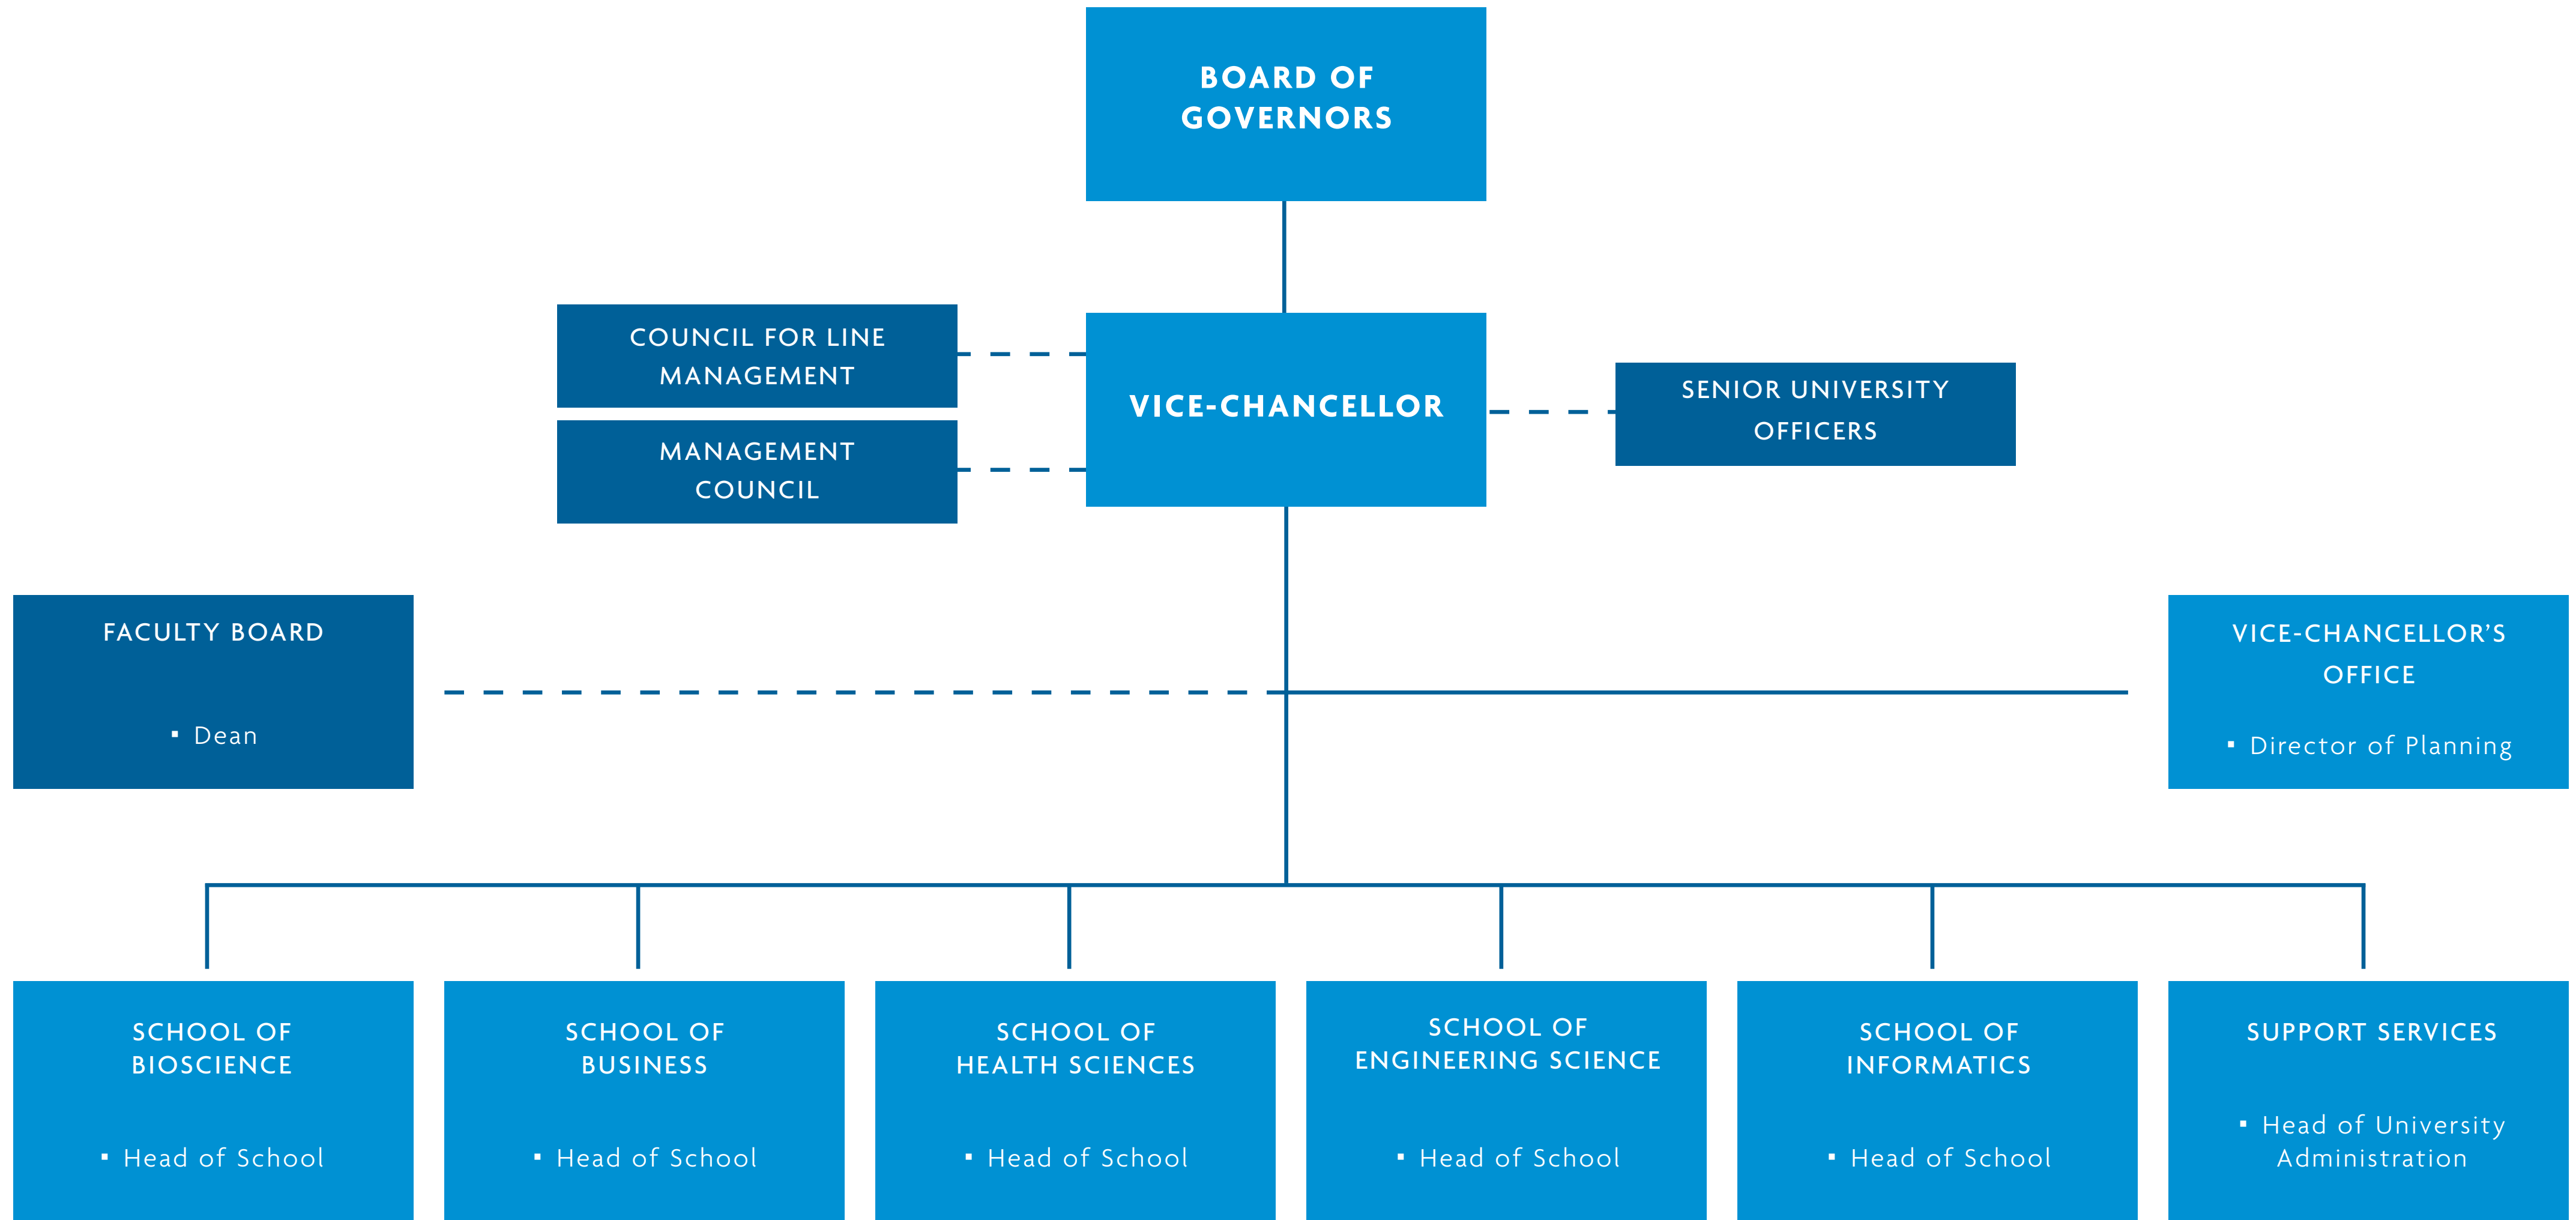 BOARD OF
GOVERNORS
COUNCIL FOR LINE
MANAGEMENT
MANAGEMENT
COUNCIL
VICE-CHANCELLOR
SENIOR UNIVERSITY
OFFICERS
FACULTY BOARD
▪ Dean
VICE-CHANCELLOR’S
OFFICE
▪ Director of Planning
SCHOOL OF
BIOSCIENCE
▪ Head of School
SCHOOL OF
BUSINESS
▪ Head of School
SCHOOL OF
HEALTH SCIENCES
▪ Head of School
SCHOOL OF
ENGINEERING SCIENCE
▪ Head of School
SCHOOL OF
INFORMATICS
▪ Head of School
SUPPORT SERVICES
▪ Head of University
Administration